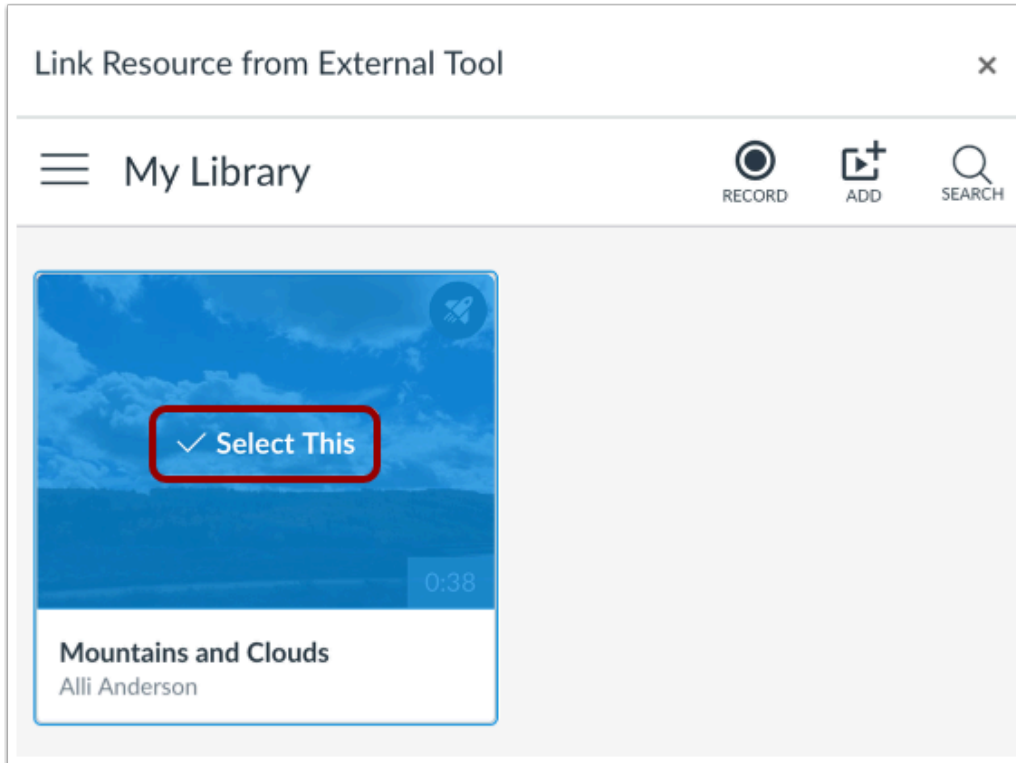 Link Resource from External Tool
My Library
RECORD
ADD
SEARCH
Select This
0:38
Mountains and Clouds
Alli Anderson